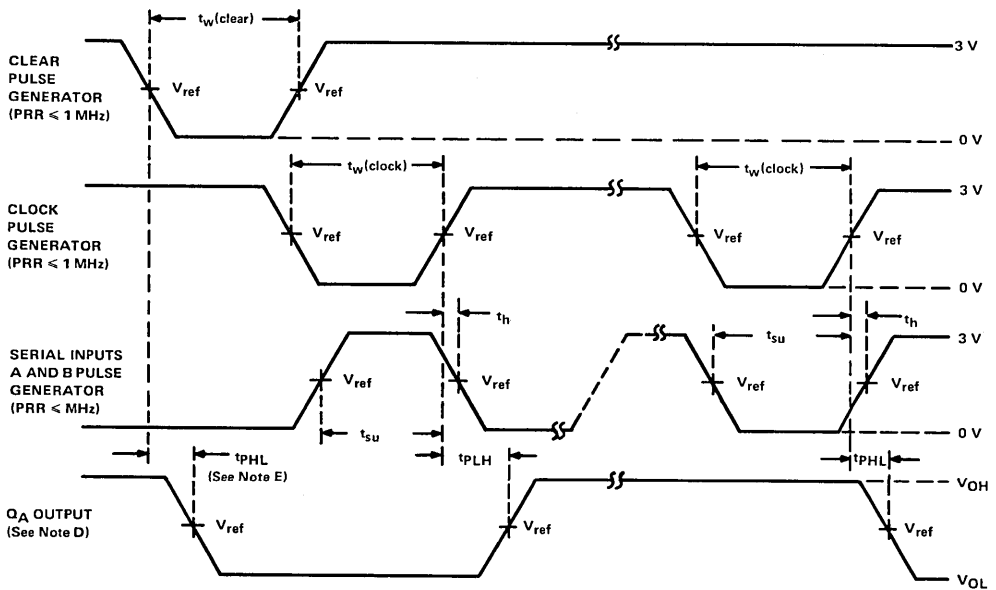 tw(clear)
CLEAR
PULSE
GENERATOR
(PRR ≤ 1 MHz)
Vref
Vref
3 V
0 V
tw(clock)
tw(clock)
CLOCK
PULSE
GENERATOR
(PRR ≤ 1 MHz)
Vref
Vref
Vref
Vref
3 V
0 V
th
tsu
th
SERIAL INPUTS
A AND B PULSE
GENERATOR
(PRR ≤ MHz)
Vref
Vref
Vref
Vref
3 V
0 V
tsu
tPHL
(See Note E)
tPLH
tPHL
QA OUTPUT
(See Note D)
Vref
Vref
Vref
VOH
VOL